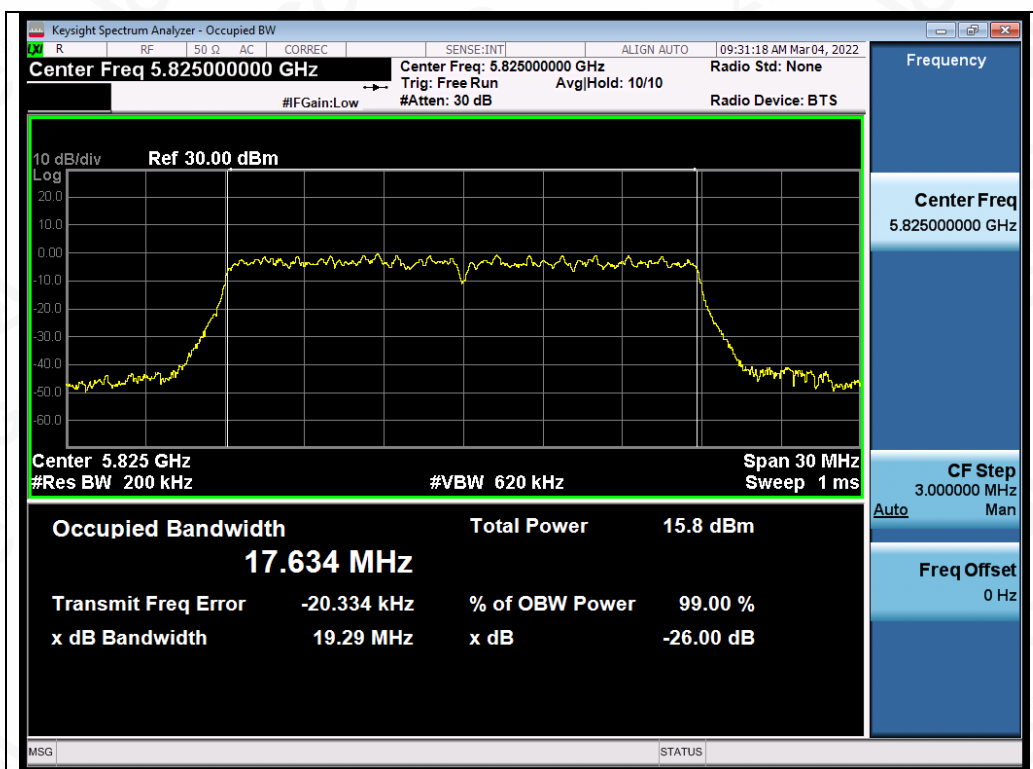 Keysight Spectrum Analyzer - Occupied BW
LXI R RF 50 Ω AC CORREC SENSE:INT ALIGN AUTO 09:31:18 AM Mar 04, 2022
Center Freq 5.825000000 GHz Center Freq: 5.825000000 GHz Radio Std: None
Trig: Free Run Avg|Hold: 10/10
#IFGain:Low #Atten: 30 dB Radio Device: BTS
Frequency
10 dB/div Ref 30.00 dBm
Log
20.0
10.0
0.00
-10.0
-20.0
-30.0
-40.0
-50.0
-60.0
Center 5.825 GHz Span 30 MHz
#Res BW 200 kHz #VBW 620 kHz Sweep 1 ms
Center Freq
5.825000000 GHz
CF Step
3.000000 MHz
Auto Man
Freq Offset
0 Hz
Occupied Bandwidth Total Power 15.8 dBm
17.634 MHz
Transmit Freq Error -20.334 kHz % of OBW Power 99.00 %
x dB Bandwidth 19.29 MHz x dB -26.00 dB
MSG STATUS